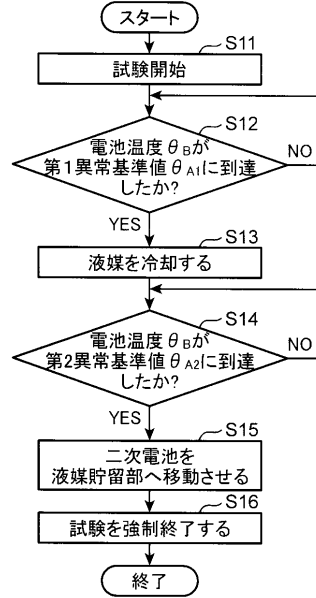 スタート
S11
試験開始
S12
電池温度θBが
第1異常基準値θA1に到達
したか?
NO
YES
S13
液媒を冷却する
S14
電池温度θBが
第2異常基準値θA2に到達
したか?
NO
YES
S15
二次電池を
液媒貯留部へ移動させる
S16
試験を強制終了する
終了